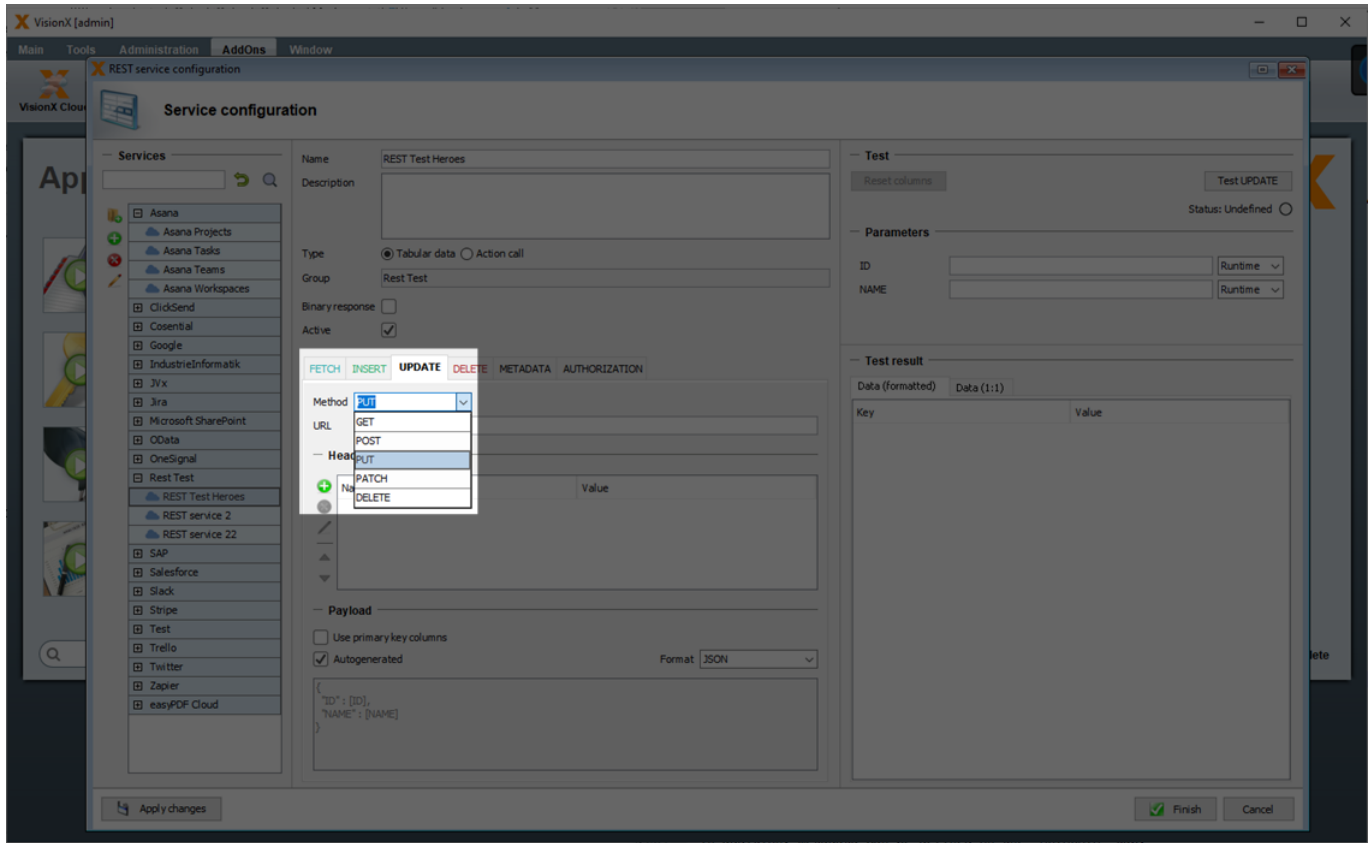 VisionX [admin]
Main Tools Administration AddOns Window
REST service configuration
VisionX Clou
Service configuration
App
Services
Asana
Asana Projects
Asana Tasks
Asana Teams
Asana Workspaces
ClickSend
Cosential
Google
IndustrieInformatik
JVx
Jira
Microsoft SharePoint
OData
OneSignal
Rest Test
REST Test Heroes
REST service 2
REST service 22
SAP
Salesforce
Slack
Stripe
Test
Trello
Twitter
Zapier
easyPDF Cloud
Name REST Test Heroes
Description
Type Tabular data Action call
Group Rest Test
Binary response
Active
FETCH INSERT UPDATE DELETE METADATA AUTHORIZATION
Method PUT
URL
GET
POST
PUT
PATCH
DELETE
Head
Na Value
Payload
Use primary key columns
Autogenerated Format JSON
{
"ID" : [ID],
"NAME" : [NAME]
}
Test
Reset columns Test UPDATE
Status: Undefined
Parameters
ID Runtime
NAME Runtime
Test result
Data (formatted) Data (1:1)
Key Value
lete
Apply changes Finish Cancel